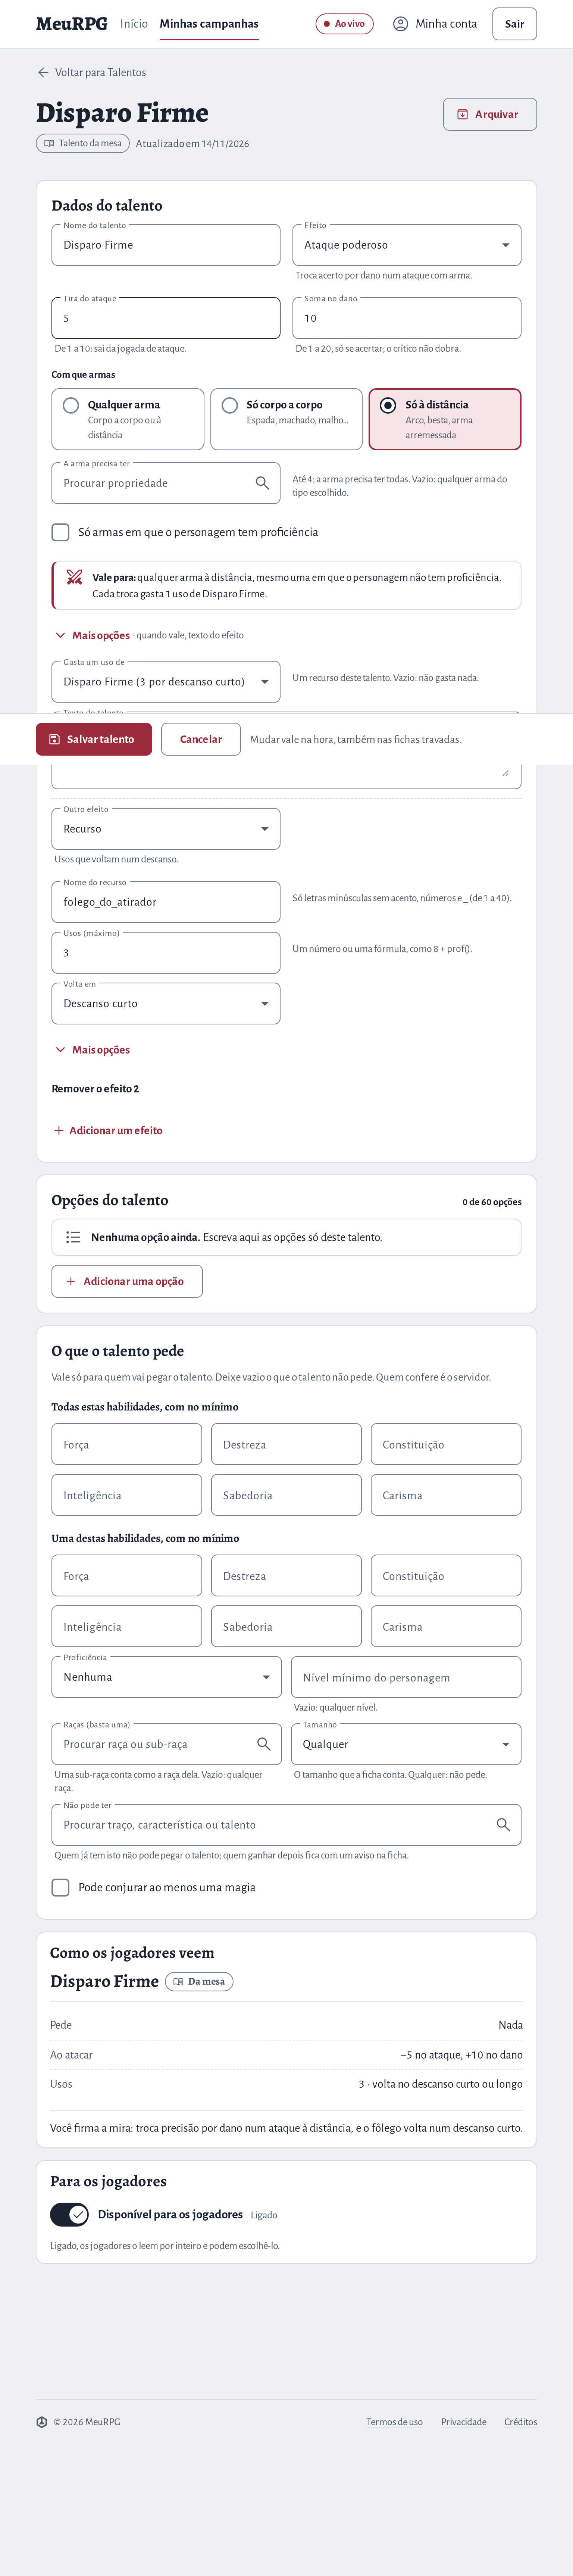 MeuRPG
Início
Minhas campanhas
Ao vivo
Minha conta
Sair
Voltar para Talentos
Disparo Firme
Arquivar
Talento da mesa
Atualizado em 14/11/2026
Dados do talento
Nome do talento
Disparo Firme
Efeito
Ataque poderoso
Troca acerto por dano num ataque com arma.
Tira do ataque
5
De 1 a 10: sai da jogada de ataque.
Soma no dano
10
De 1 a 20, só se acertar; o crítico não dobra.
Com que armas
Qualquer arma
Corpo a corpo ou à
distância
Só corpo a corpo
Espada, machado, malho...
Só à distância
Arco, besta, arma
arremessada
A arma precisa ter
Procurar propriedade
Até 4; a arma precisa ter todas. Vazio: qualquer arma do
tipo escolhido.
Só armas em que o personagem tem proficiência
Vale para: qualquer arma à distância, mesmo uma em que o personagem não tem proficiência.
Cada troca gasta 1 uso de Disparo Firme.
Mais opções · quando vale, texto do efeito
Gasta um uso de
Disparo Firme (3 por descanso curto)
Um recurso deste talento. Vazio: não gasta nada.
Texto do talento
Salvar talento
Cancelar
Mudar vale na hora, também nas fichas travadas.
Outro efeito
Recurso
Usos que voltam num descanso.
Nome do recurso
folego_do_atirador
Só letras minúsculas sem acento, números e _ (de 1 a 40).
Usos (máximo)
3
Um número ou uma fórmula, como 8 + prof().
Volta em
Descanso curto
Mais opções
Remover o efeito 2
Adicionar um efeito
Opções do talento
0 de 60 opções
Nenhuma opção ainda. Escreva aqui as opções só deste talento.
Adicionar uma opção
O que o talento pede
Vale só para quem vai pegar o talento. Deixe vazio o que o talento não pede. Quem confere é o servidor.
Todas estas habilidades, com no mínimo
Força
Destreza
Constituição
Inteligência
Sabedoria
Carisma
Uma destas habilidades, com no mínimo
Força
Destreza
Constituição
Inteligência
Sabedoria
Carisma
Proficiência
Nenhuma
Nível mínimo do personagem
Vazio: qualquer nível.
Raças (basta uma)
Procurar raça ou sub-raça
Uma sub-raça conta como a raça dela. Vazio: qualquer
raça.
Tamanho
Qualquer
O tamanho que a ficha conta. Qualquer: não pede.
Não pode ter
Procurar traço, característica ou talento
Quem já tem isto não pode pegar o talento; quem ganhar depois fica com um aviso na ficha.
Pode conjurar ao menos uma magia
Como os jogadores veem
Disparo Firme
Da mesa
Pede
Nada
Ao atacar
−5 no ataque, +10 no dano
Usos
3 · volta no descanso curto ou longo
Você firma a mira: troca precisão por dano num ataque à distância, e o fôlego volta num descanso curto.
Para os jogadores
Disponível para os jogadores
Ligado
Ligado, os jogadores o leem por inteiro e podem escolhê-lo.
© 2026 MeuRPG
Termos de uso
Privacidade
Créditos